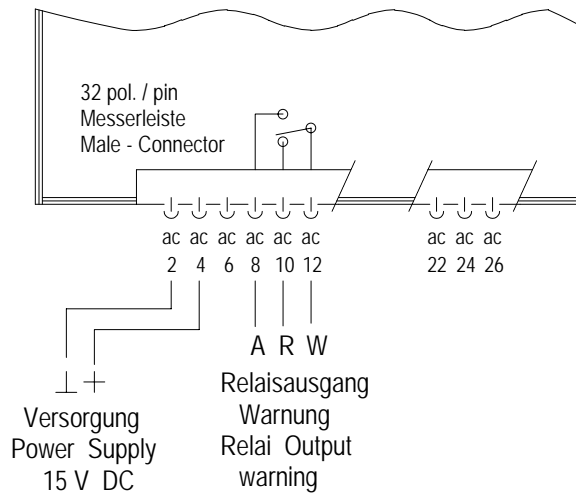 32 pol. / pin
Messerleiste
Male - Connector
ac ac ac ac ac ac ac ac ac
2 4 6 8 10 12 22 24 26
A R W
Relaisausgang
Warnung
Relai Output
warning
⊥ +
Versorgung
Power Supply
15 V DC